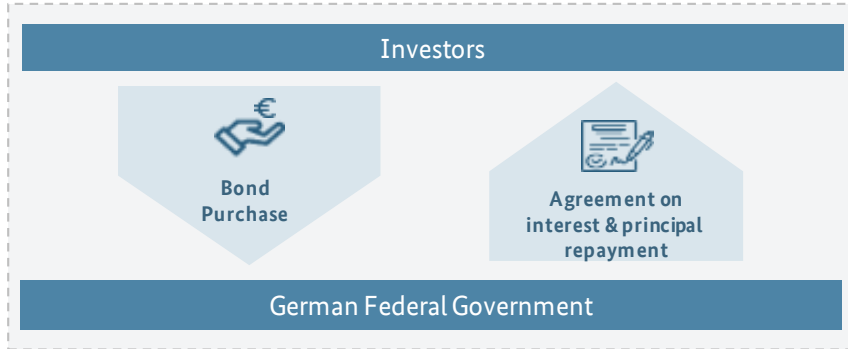 Investors
€
Bond
Purchase
Agreement on
interest & principal
repayment
German Federal Government